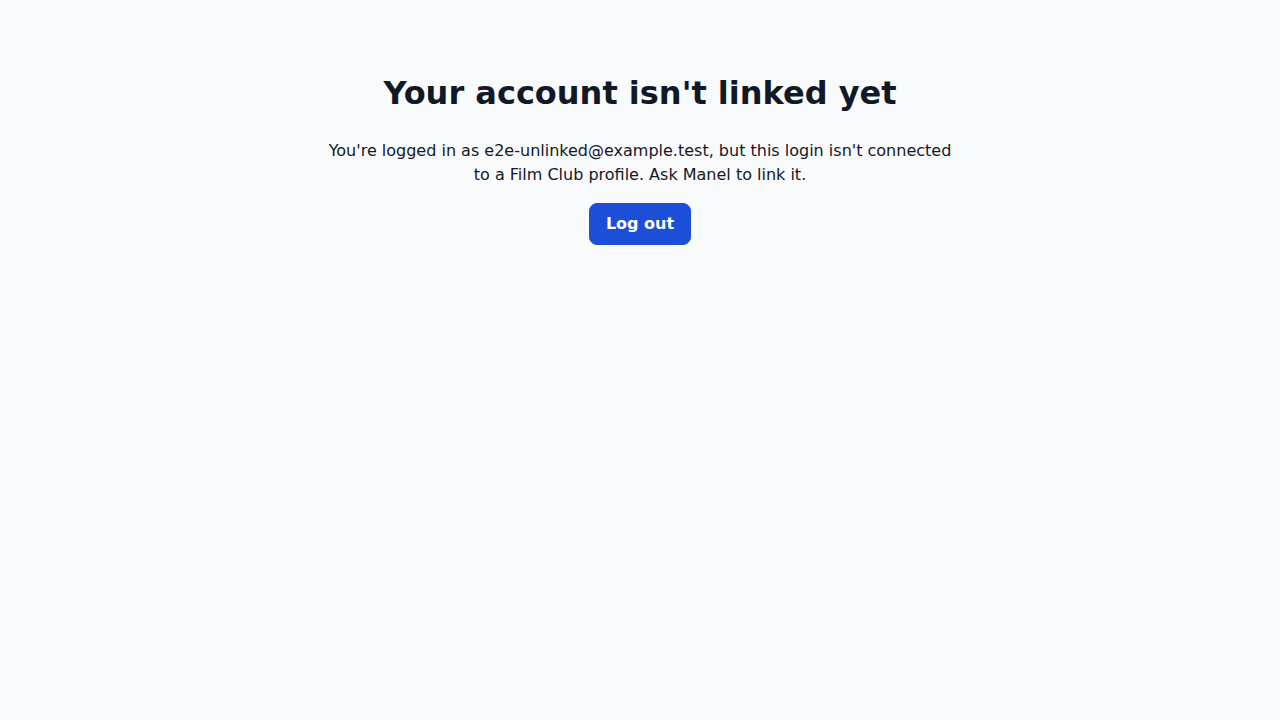 Your account isn't linked yet
You're logged in as e2e-unlinked@example.test, but this login isn't connected
to a Film Club profile. Ask Manel to link it.
Log out